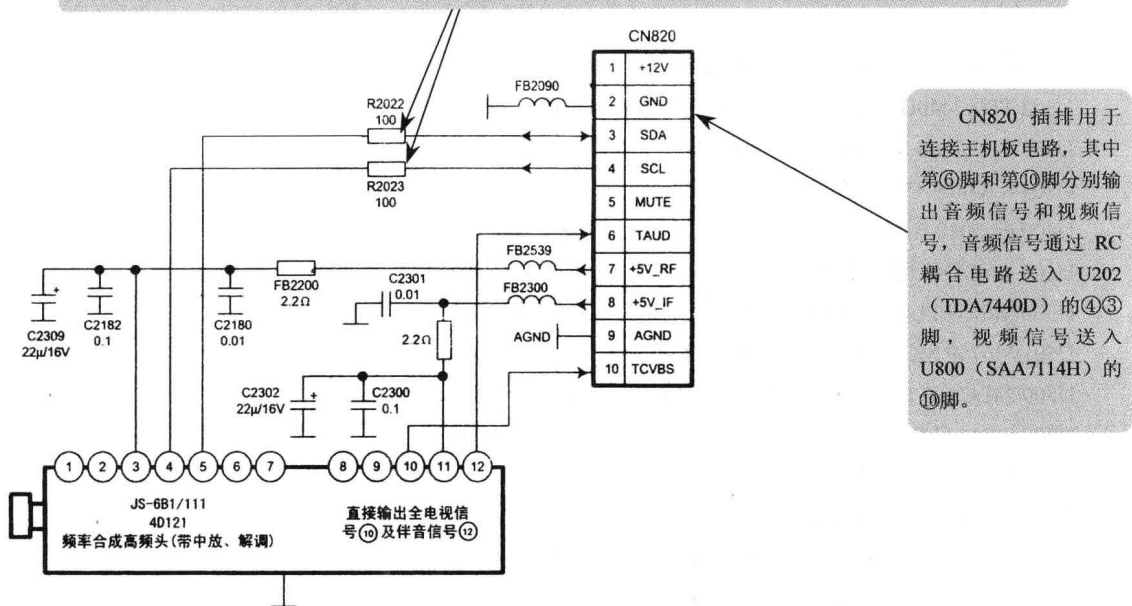 CN820
1 +12V
2 GND
3 SDA
4 SCL
5 MUTE
6 TAUD
7 +5V_RF
8 +5V_IF
9 AGND
10 TCVBS
FB2090
R2022
100
R2023
100
FB2539
FB2300
FB2200
2.2Ω
C2301
0.01
2.2Ω
AGND
+
C2309
22μ/16V
C2182
0.1
C2180
0.01
C2302
22μ/16V
+
C2300
0.1
1 2 3 4 5 6 7 8 9 10 11 12
JS-6B1/111
4D121
频率合成高频头(带中放、解调)
直接输出全电视信
号⑩及伴音信号⑫
CN820 插排用于
连接主机板电路，其中
第⑥脚和第⑩脚分别输
出音频信号和视频信
号，音频信号通过 RC
耦合电路送入 U202
（TDA7440D）的④③
脚，视频信号送入
U800（SAA7114H）的
⑩脚。